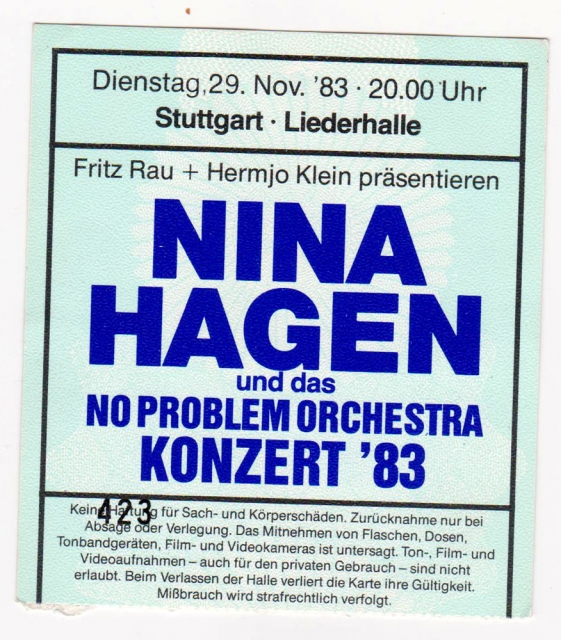 Dienstag,29. Nov. '83 · 20.00 Uhr
Stuttgart · Liederhalle
Fritz Rau + Hermjo Klein präsentieren
NINA
HAGEN
und das
NO PROBLEM ORCHESTRA
KONZERT '83
423
Keine Haftung für Sach- und Körperschäden. Zurücknahme nur bei
Absage oder Verlegung. Das Mitnehmen von Flaschen, Dosen,
Tonbandgeräten, Film- und Videokameras ist untersagt. Ton-, Film- und
Videoaufnahmen – auch für den privaten Gebrauch – sind nicht
erlaubt. Beim Verlassen der Halle verliert die Karte ihre Gültigkeit.
Mißbrauch wird strafrechtlich verfolgt.